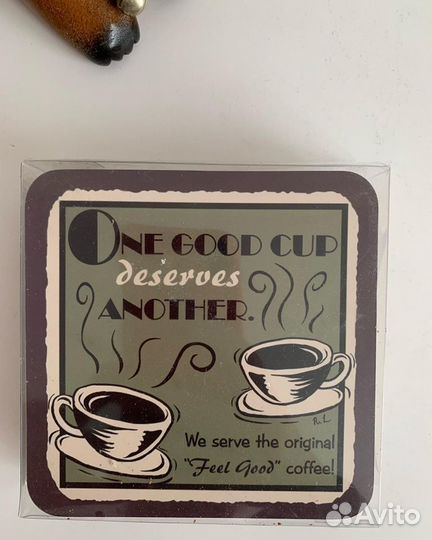 ONE GOOD CUP
deserves
ANOTHER.
We serve the original
"Feel Good" coffee!
Avito